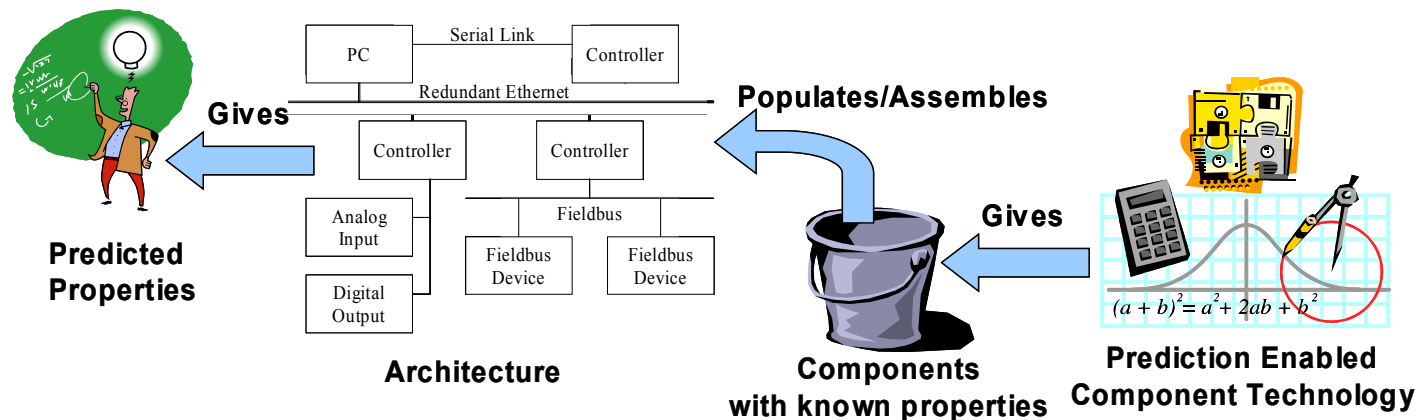 Serial Link
PC
Controller
Redundant Ethernet
Gives
Populates/Assembles
Controller
Controller
Analog
Input
Fieldbus
Fieldbus
Device
Fieldbus
Device
Digital
Output
Gives
Predicted
Properties
(a + b)² = a² + 2ab + b²
Architecture
Components
with known properties
Prediction Enabled
Component Technology